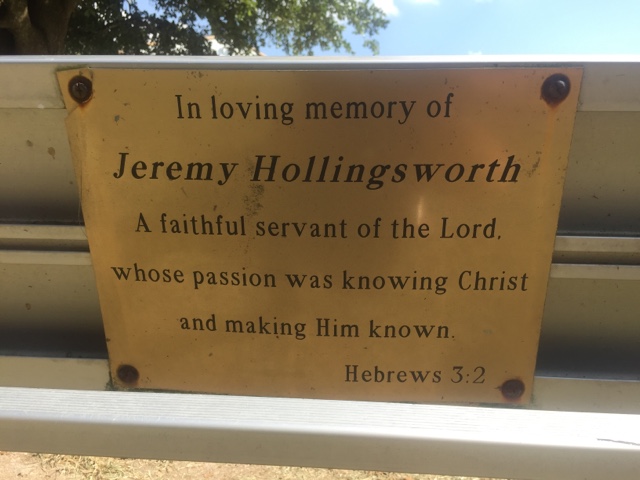 In loving memory of
Jeremy Hollingsworth
A faithful servant of the Lord,
whose passion was knowing Christ
and making Him known.
Hebrews 3:2